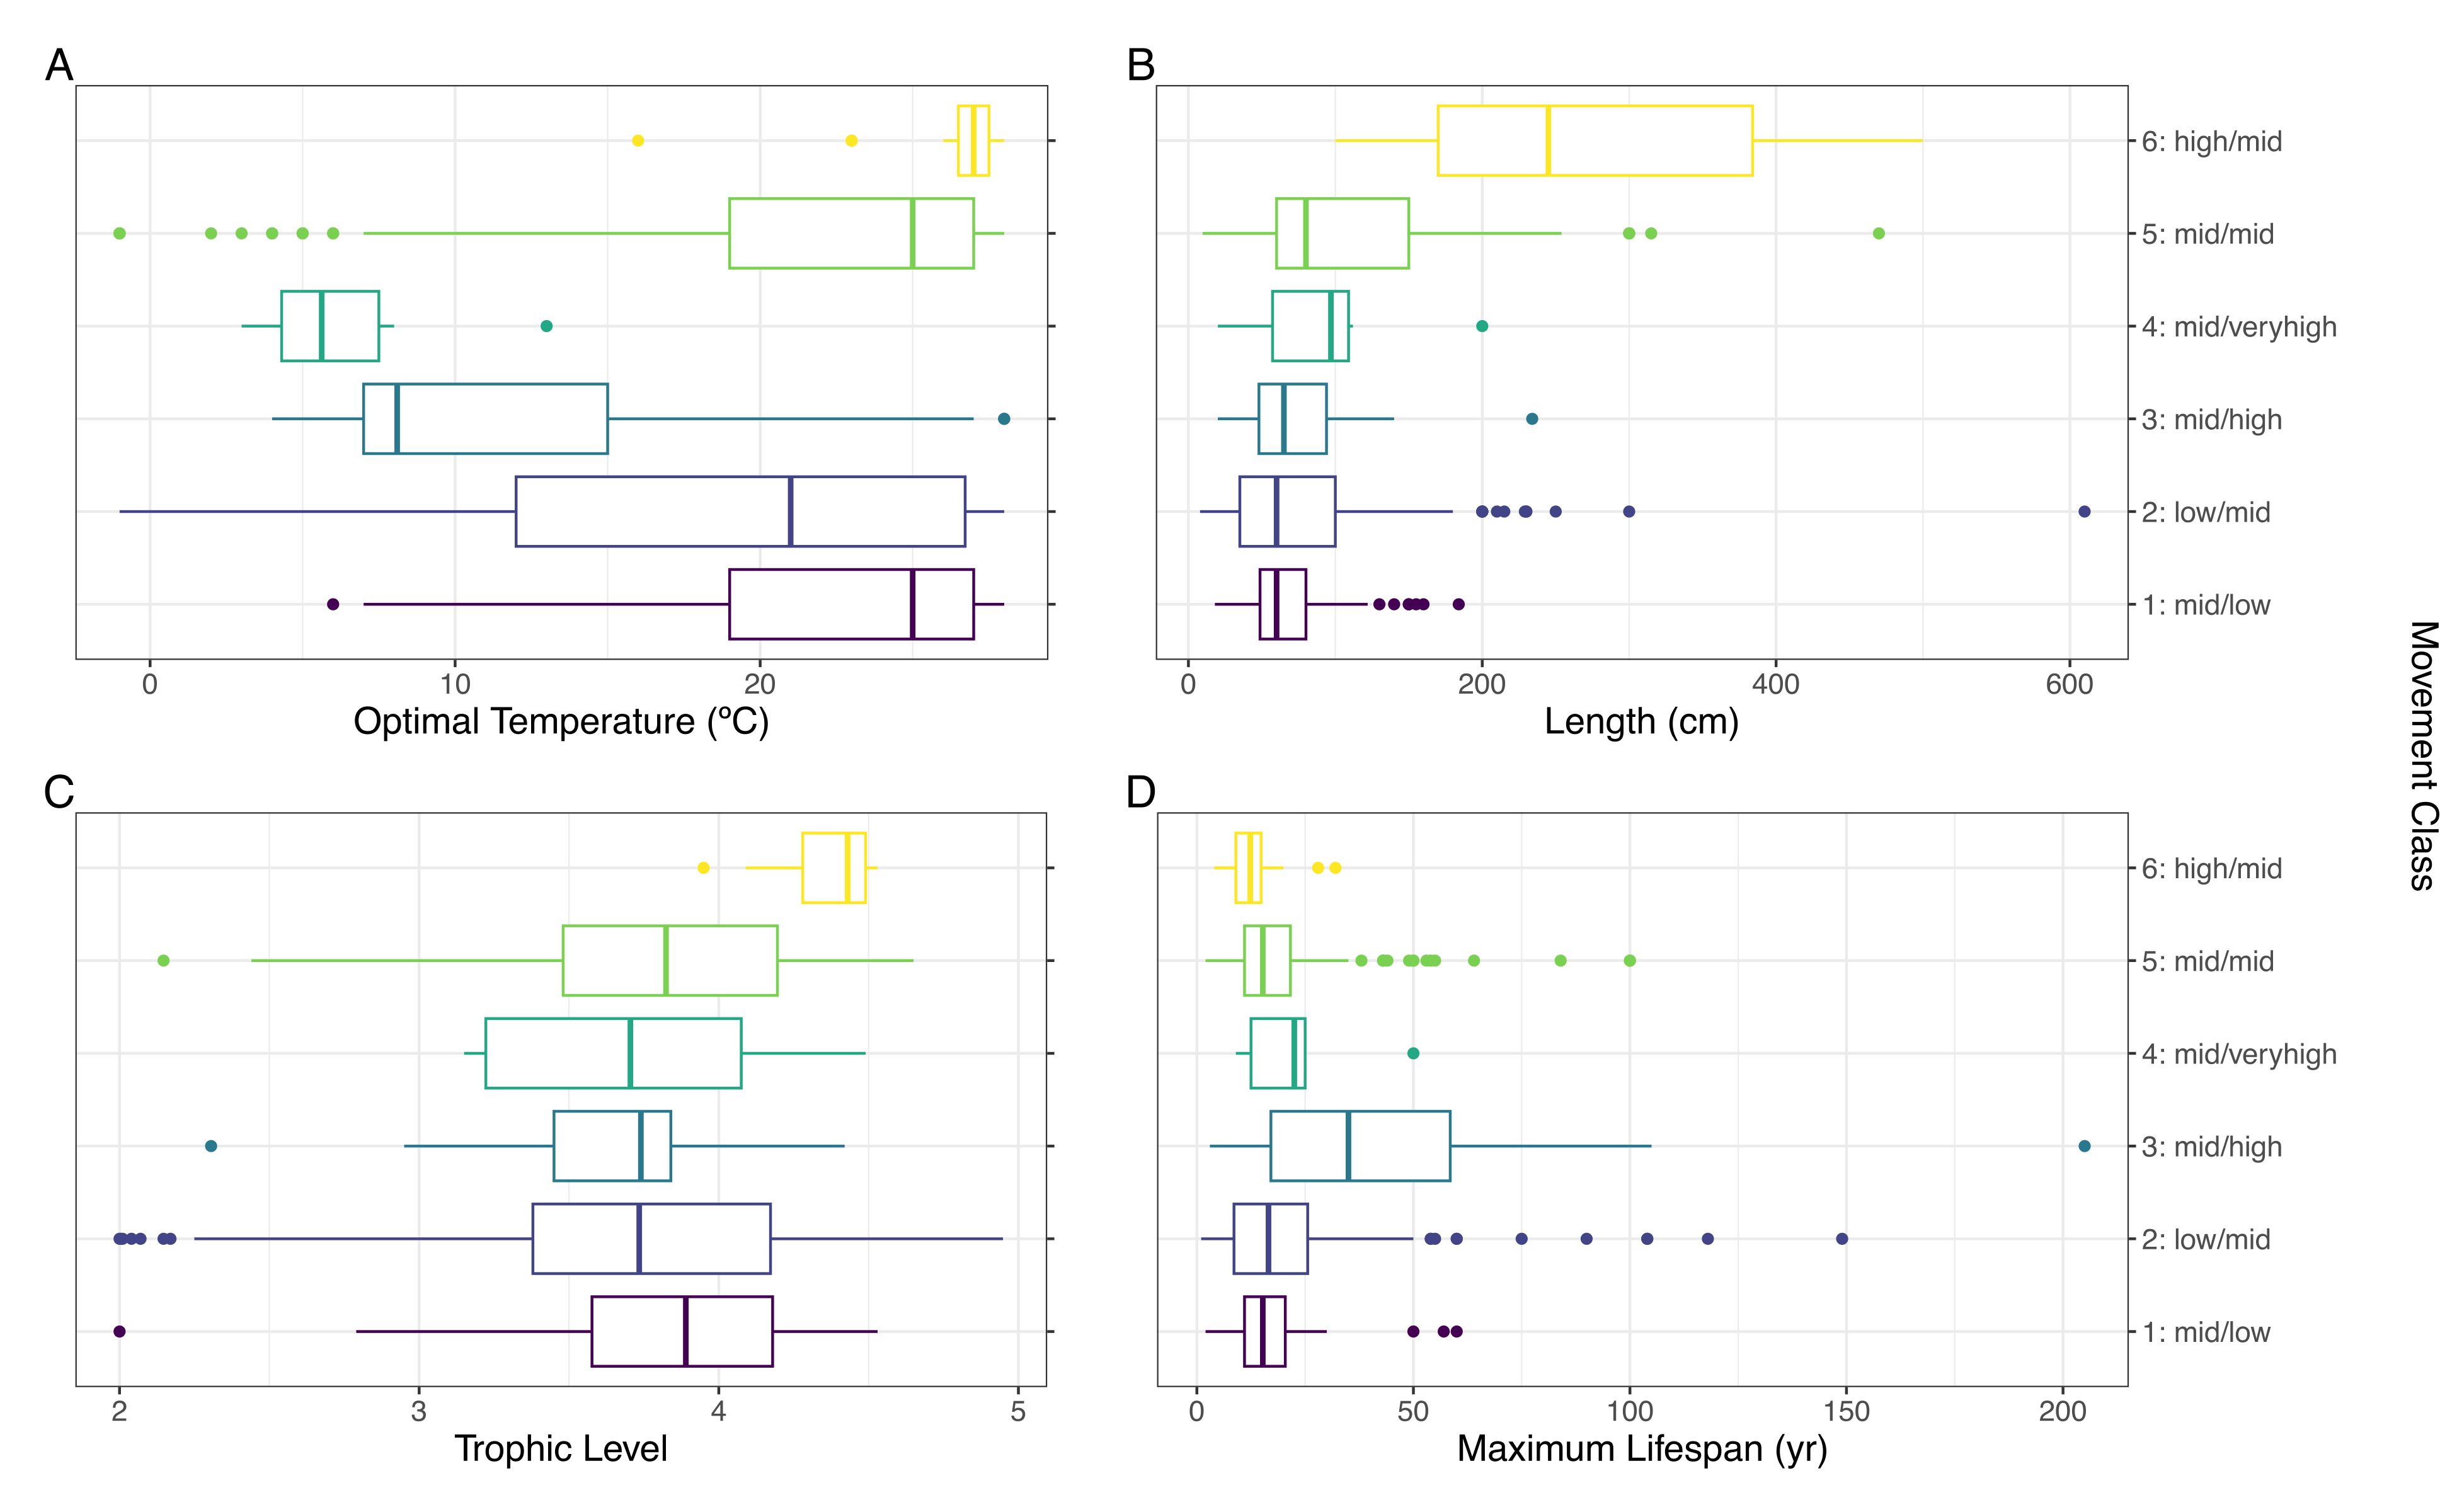 A
B
6: high/mid
5: mid/mid
4: mid/veryhigh
3: mid/high
2: low/mid
1: mid/low
0
10
20
0
200
400
600
Optimal Temperature (ºC)
Length (cm)
Movement Class
C
D
6: high/mid
5: mid/mid
4: mid/veryhigh
3: mid/high
2: low/mid
1: mid/low
2
3
4
5
0
50
100
150
200
Trophic Level
Maximum Lifespan (yr)